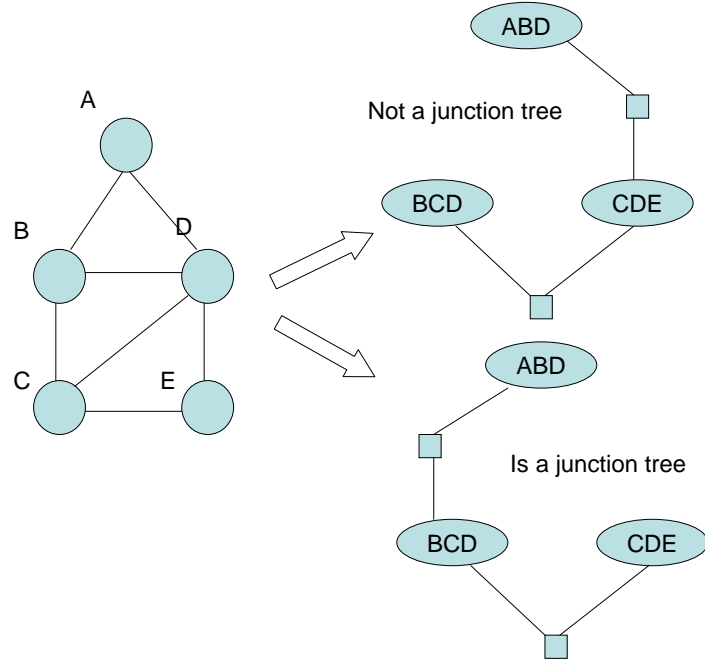 A
B
D
C
E
ABD
Not a junction tree
BCD
CDE
ABD
Is a junction tree
BCD
CDE